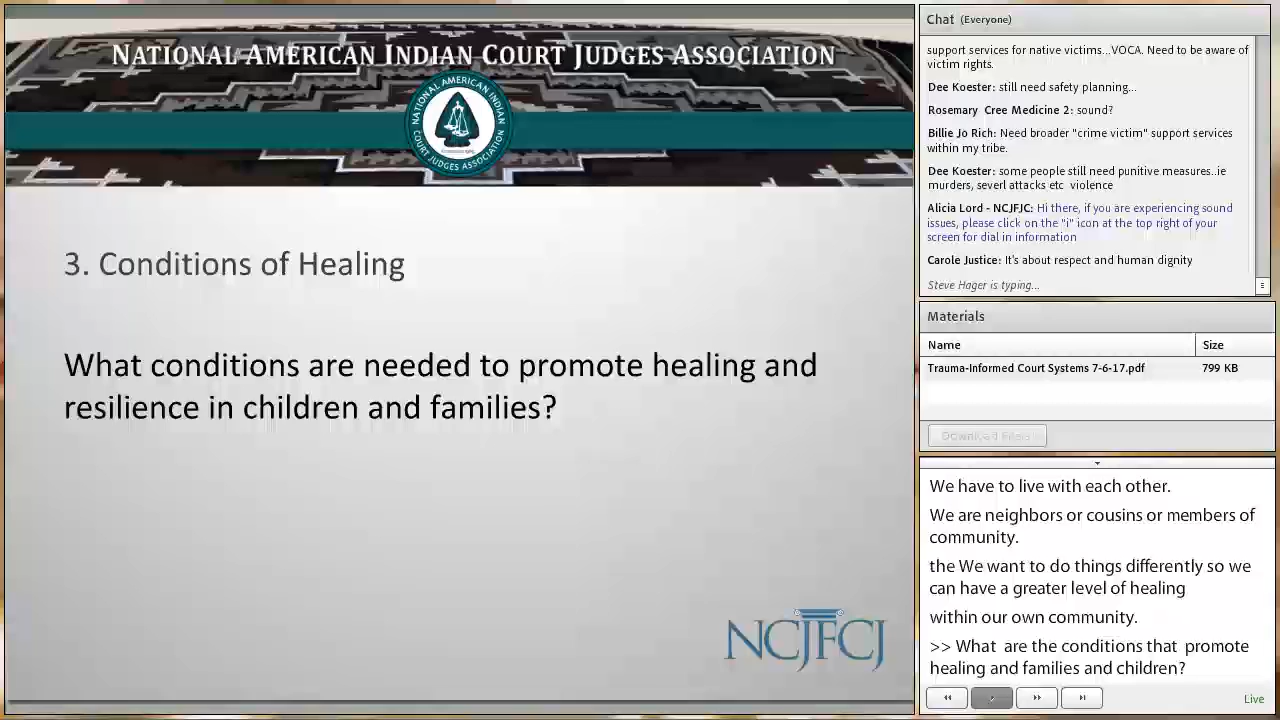 NATIONAL AMERICAN INDIAN COURT JUDGES ASSOCIATION
NATIONAL AMERICAN INDIAN
COURT JUDGES ASSOCIATION
3. Conditions of Healing
What conditions are needed to promote healing and
resilience in children and families?
NCJFCJ
Chat (Everyone)
support services for native victims...VOCA. Need to be aware of
victim rights.
Dee Koester: still need safety planning...
Rosemary Cree Medicine 2: sound?
Billie Jo Rich: Need broader "crime victim" support services
within my tribe.
Dee Koester: some people still need punitive measures..ie
murders, severl attacks etc violence
Alicia Lord - NCJFJC: Hi there, if you are experiencing sound
issues, please click on the "i" icon at the top right of your
screen for dial in information
Carole Justice: It's about respect and human dignity
Steve Hager is typing...
Materials
Name Size
Trauma-Informed Court Systems 7-6-17.pdf 799 KB
Download File(s)
We have to live with each other.
We are neighbors or cousins or members of
community.
the We want to do things differently so we
can have a greater level of healing
within our own community.
>> What are the conditions that promote
healing and families and children?
Live